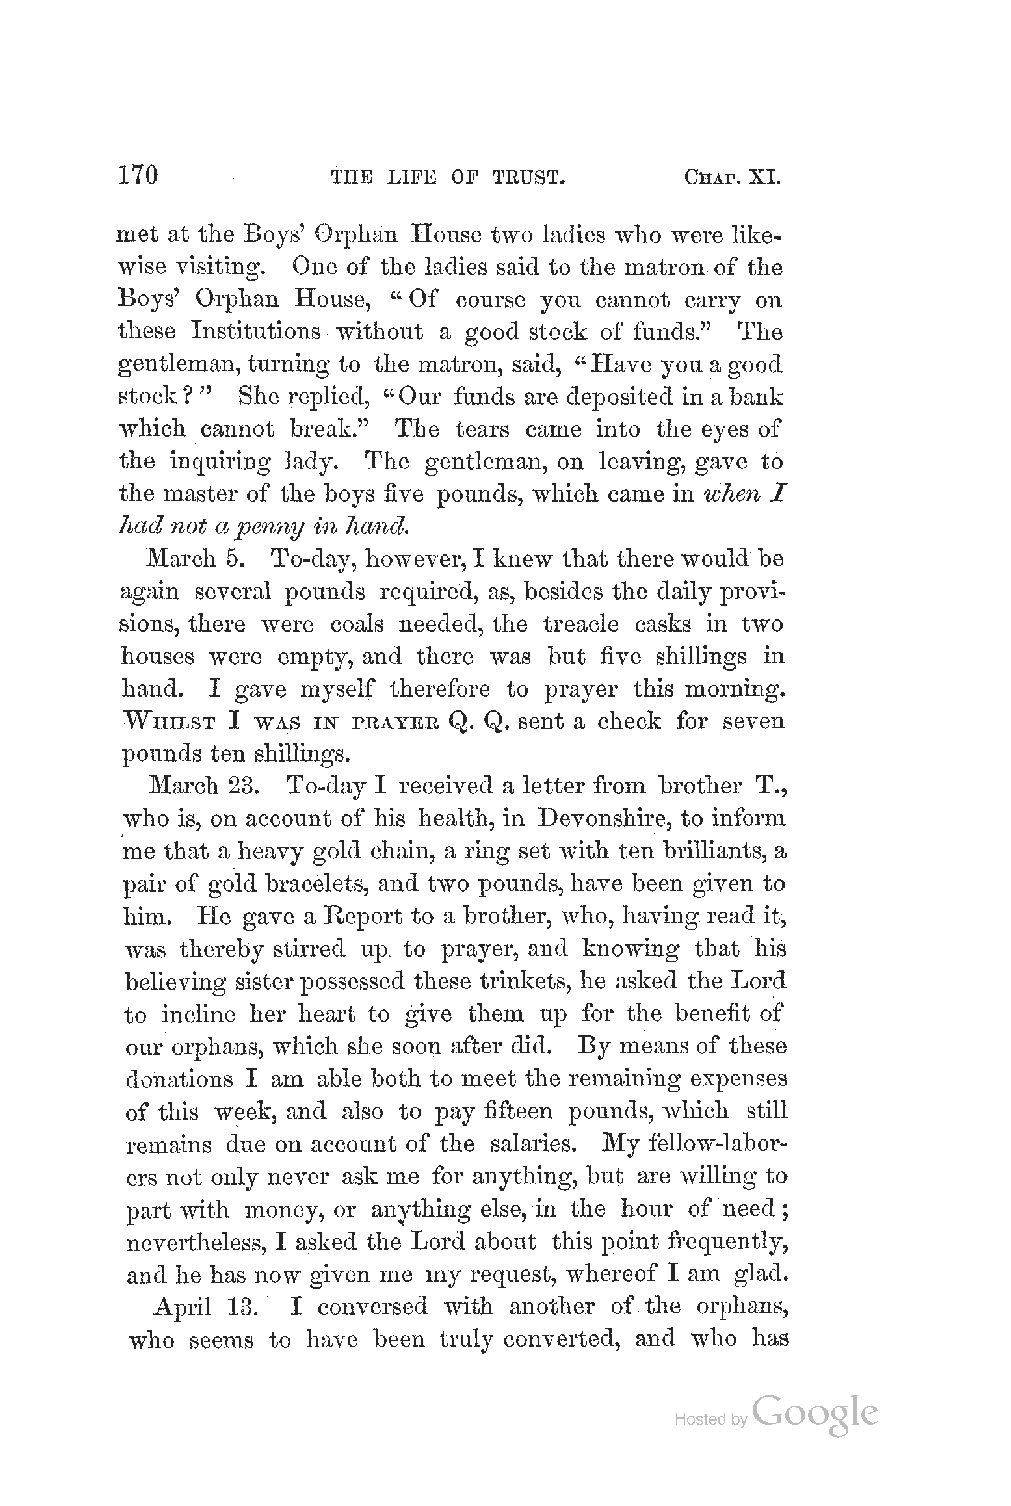 170 THE LIFE OF TRUST. CHAP. XI.
met at the Boys' Orphan House two ladies who were like-
wise visiting. One of the ladies said to the matron of the
Boys' Orphan House, "Of course you cannot carry on
these Institutions without a good stock of funds." The
gentleman, turning to the matron, said, "Have you a good
stock?" She replied, "Our funds are deposited in a bank
which cannot break." The tears came into the eyes of
the inquiring lady. The gentleman, on leaving, gave to
the master of the boys five pounds, which came in when I
had not a penny in hand.
March 5. To-day, however, I knew that there would be
again several pounds required, as, besides the daily provi-
sions, there were coals needed, the treacle casks in two
houses were empty, and there was but five shillings in
hand. I gave myself therefore to prayer this morning.
WHILST I WAS IN PRAYER Q. Q. sent a check for seven
pounds ten shillings.
March 23. To-day I received a letter from brother T.,
who is, on account of his health, in Devonshire, to inform
me that a heavy gold chain, a ring set with ten brilliants, a
pair of gold bracelets, and two pounds, have been given to
him. He gave a Report to a brother, who, having read it,
was thereby stirred up to prayer, and knowing that his
believing sister possessed these trinkets, he asked the Lord
to incline her heart to give them up for the benefit of
our orphans, which she soon after did. By means of these
donations I am able both to meet the remaining expenses
of this week, and also to pay fifteen pounds, which still
remains due on account of the salaries. My fellow-labor-
ers not only never ask me for anything, but are willing to
part with money, or anything else, in the hour of need;
nevertheless, I asked the Lord about this point frequently,
and he has now given me my request, whereof I am glad.
April 13. I conversed with another of the orphans,
who seems to have been truly converted, and who has
Hosted by Google